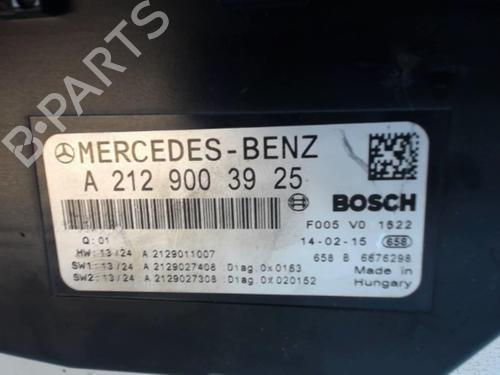 B-PARTS
MERCEDES-BENZ
A 212 900 39 25
BOSCH
Q: 01
F005 V0 1622
14-02-15 658
HW: 13/24 A 2129011007
658 B 6676298
SW1: 13/24 A 2129027408 : Diag. 0x0163
Made in
SW2: 13/24 A 2129027308 : Diag. 0X020152
Hungary